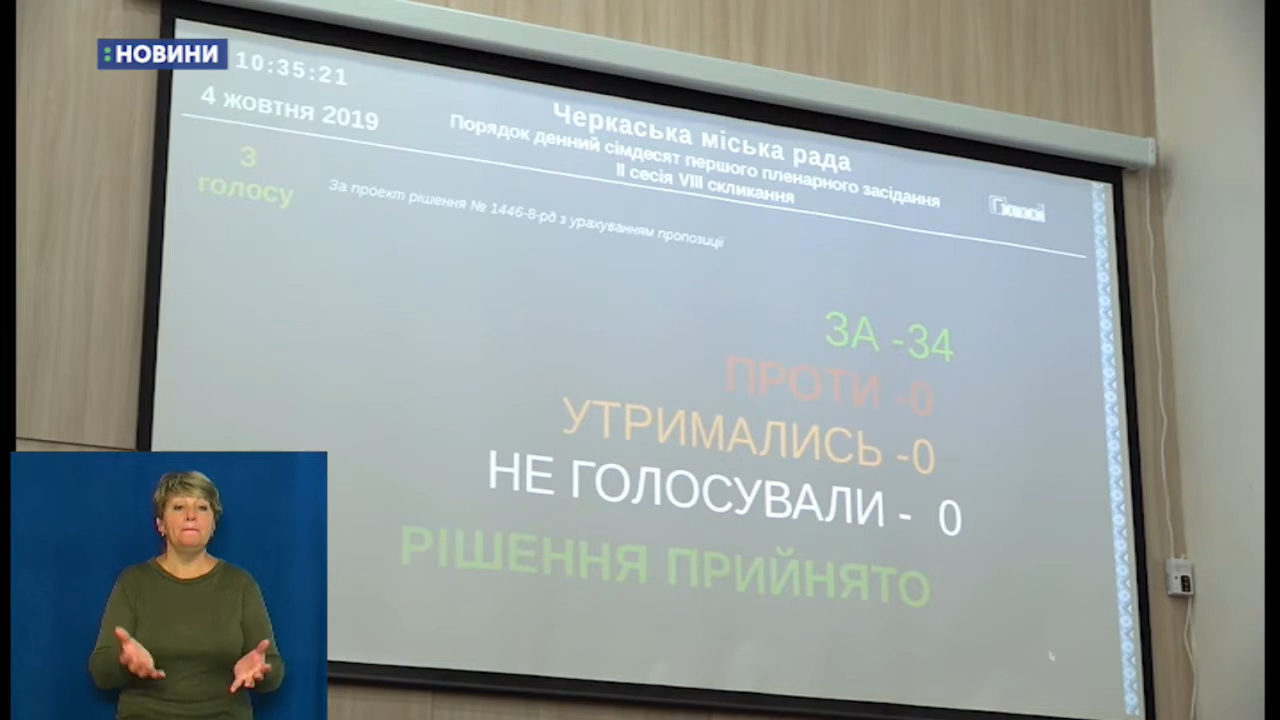 :НОВИНИ
10:35:21
4 жовтня 2019
Черкаська міська рада
Порядок денний сімдесят першого пленарного засідання
II сесія VIII скликання
З
голосу
За проект рішення № 1446-8-рд з урахуванням пропозиції
ЗА -34
ПРОТИ -0
УТРИМАЛИСЬ -0
НЕ ГОЛОСУВАЛИ - 0
РІШЕННЯ ПРИЙНЯТО